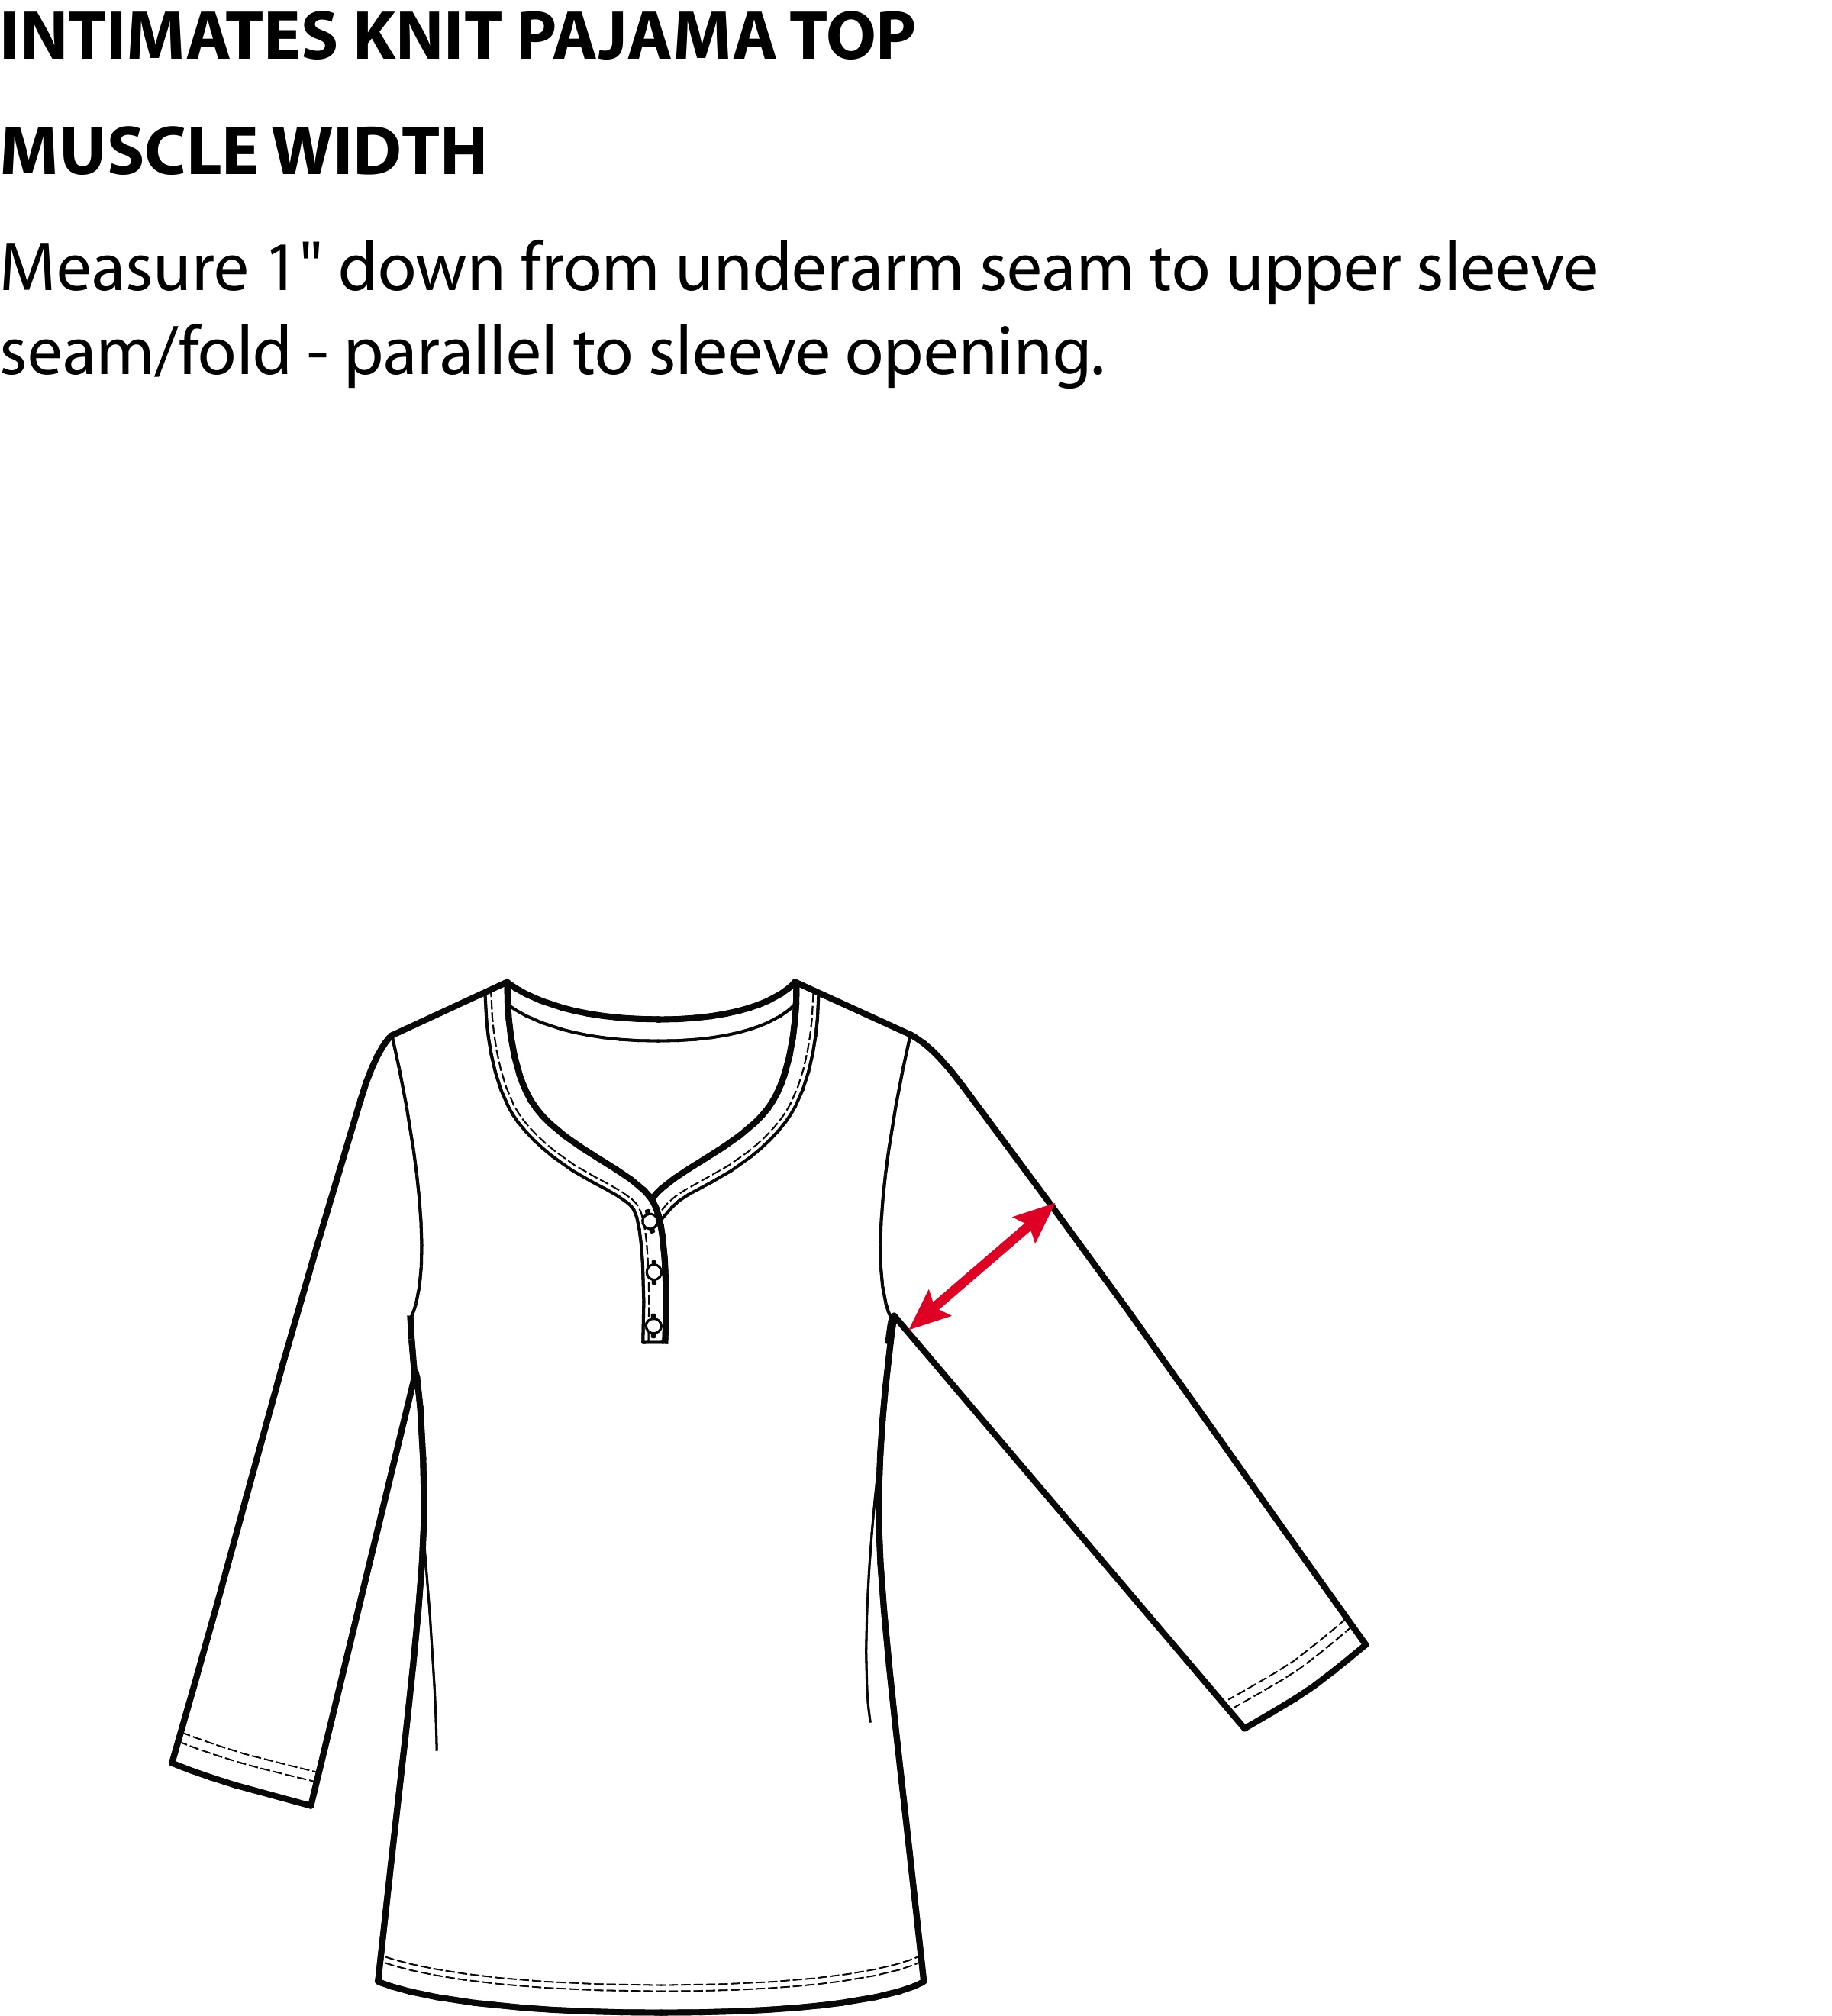 INTIMATES KNIT PAJAMA TOP
MUSCLE WIDTH
Measure 1" down from underarm seam to upper sleeve
seam/fold - parallel to sleeve opening.